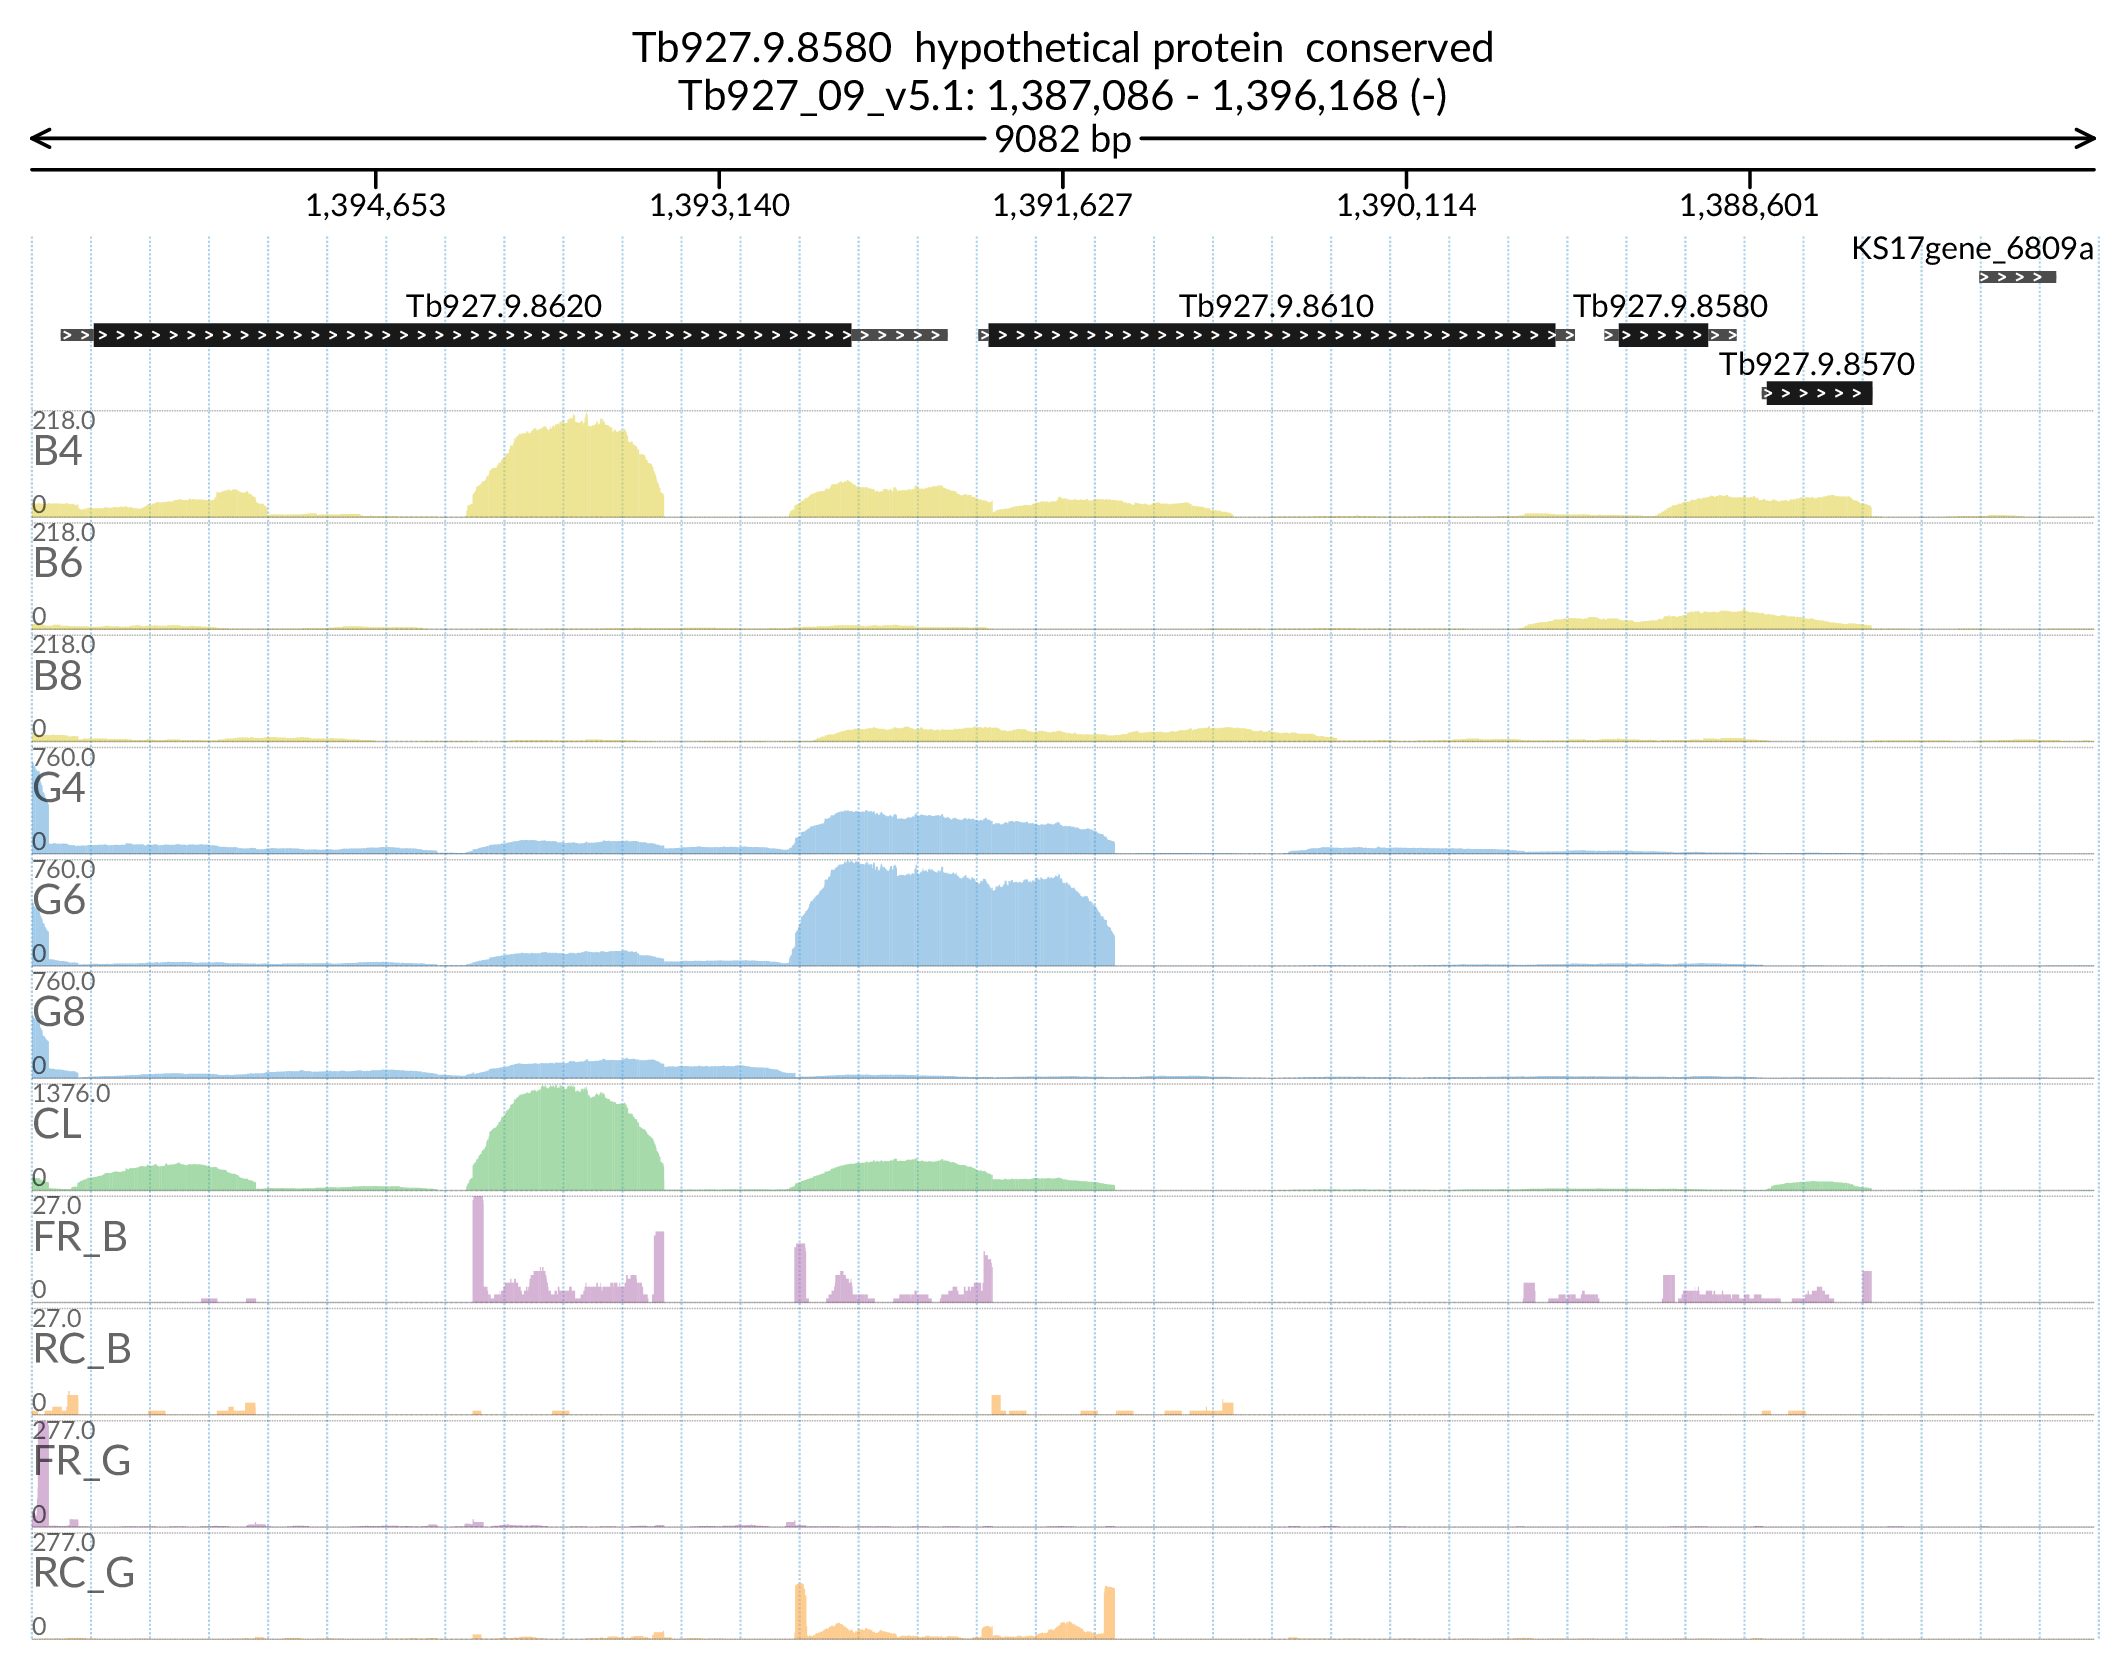 Tb927.9.8580  hypothetical protein  conserved
Tb927_09_v5.1: 1,387,086 - 1,396,168 (-)
9082 bp
1,394,653 1,393,140 1,391,627 1,390,114 1,388,601
KS17gene_6809a
Tb927.9.8620 Tb927.9.8610 Tb927.9.8580
Tb927.9.8570
218.0
B4
0
218.0
B6
0
218.0
B8
0
760.0
G4
0
760.0
G6
0
760.0
G8
0
1376.0
CL
0
27.0
FR_B
0
27.0
RC_B
0
277.0
FR_G
0
277.0
RC_G
0